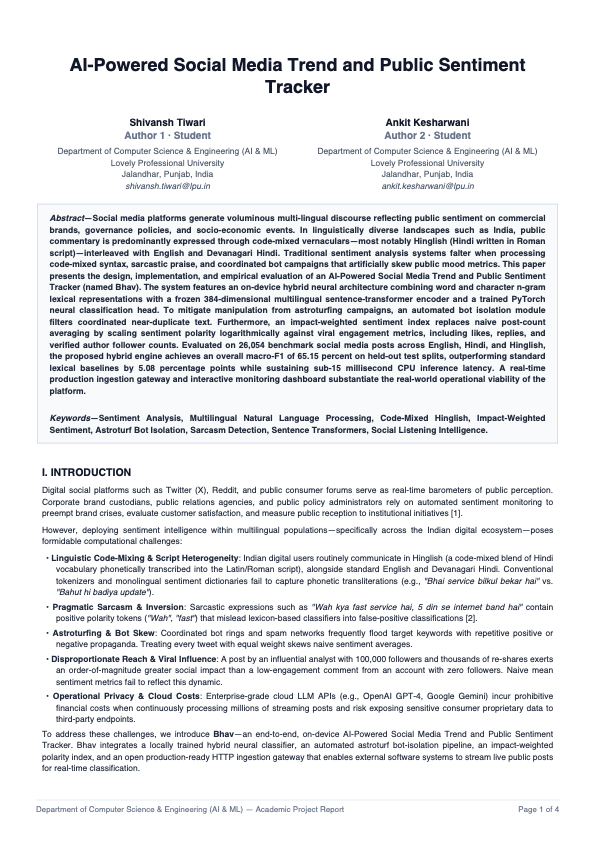 AI-Powered Social Media Trend and Public Sentiment
Tracker
Shivansh Tiwari
Author 1 · Student
Department of Computer Science & Engineering (AI & ML)
Lovely Professional University
Jalandhar, Punjab, India
shivansh.tiwari@lpu.in
Ankit Kesharwani
Author 2 · Student
Department of Computer Science & Engineering (AI & ML)
Lovely Professional University
Jalandhar, Punjab, India
ankit.kesharwani@lpu.in
Abstract—Social media platforms generate voluminous multi-lingual discourse reflecting public sentiment on commercial
brands, governance policies, and socio-economic events. In linguistically diverse landscapes such as India, public
commentary is predominantly expressed through code-mixed vernaculars—most notably Hinglish (Hindi written in Roman
script)—interleaved with English and Devanagari Hindi. Traditional sentiment analysis systems falter when processing
code-mixed syntax, sarcastic praise, and coordinated bot campaigns that artificially skew public mood metrics. This paper
presents the design, implementation, and empirical evaluation of an AI-Powered Social Media Trend and Public Sentiment
Tracker (named Bhav). The system features an on-device hybrid neural architecture combining word and character n-gram
lexical representations with a frozen 384-dimensional multilingual sentence-transformer encoder and a trained PyTorch
neural classification head. To mitigate manipulation from astroturfing campaigns, an automated bot isolation module
filters coordinated near-duplicate text. Furthermore, an impact-weighted sentiment index replaces naive post-count
averaging by scaling sentiment polarity logarithmically against viral engagement metrics, including likes, replies, and
verified author follower counts. Evaluated on 26,054 benchmark social media posts across English, Hindi, and Hinglish,
the proposed hybrid engine achieves an overall macro-F1 of 65.15 percent on held-out test splits, outperforming standard
lexical baselines by 5.08 percentage points while sustaining sub-15 millisecond CPU inference latency. A real-time
production ingestion gateway and interactive monitoring dashboard substantiate the real-world operational viability of the
platform.
Keywords—Sentiment Analysis, Multilingual Natural Language Processing, Code-Mixed Hinglish, Impact-Weighted
Sentiment, Astroturf Bot Isolation, Sarcasm Detection, Sentence Transformers, Social Listening Intelligence.
I. INTRODUCTION
Digital social platforms such as Twitter (X), Reddit, and public consumer forums serve as real-time barometers of public perception.
Corporate brand custodians, public relations agencies, and public policy administrators rely on automated sentiment monitoring to
preempt brand crises, evaluate customer satisfaction, and measure public reception to institutional initiatives [1].
However, deploying sentiment intelligence within multilingual populations—specifically across the Indian digital ecosystem—poses
formidable computational challenges:
• Linguistic Code-Mixing & Script Heterogeneity: Indian digital users routinely communicate in Hinglish (a code-mixed blend of Hindi
vocabulary phonetically transcribed into the Latin/Roman script), alongside standard English and Devanagari Hindi. Conventional
tokenizers and monolingual sentiment dictionaries fail to capture phonetic transliterations (e.g., "Bhai service bilkul bekar hai" vs.
"Bahut hi badiya update").
• Pragmatic Sarcasm & Inversion: Sarcastic expressions such as "Wah kya fast service hai, 5 din se internet band hai" contain
positive polarity tokens ("Wah", "fast") that mislead lexicon-based classifiers into false-positive classifications [2].
• Astroturfing & Bot Skew: Coordinated bot rings and spam networks frequently flood target keywords with repetitive positive or
negative propaganda. Treating every tweet with equal weight skews naive sentiment averages.
• Disproportionate Reach & Viral Influence: A post by an influential analyst with 100,000 followers and thousands of re-shares exerts
an order-of-magnitude greater social impact than a low-engagement comment from an account with zero followers. Naive mean
sentiment metrics fail to reflect this dynamic.
• Operational Privacy & Cloud Costs: Enterprise-grade cloud LLM APIs (e.g., OpenAI GPT-4, Google Gemini) incur prohibitive
financial costs when continuously processing millions of streaming posts and risk exposing sensitive consumer proprietary data to
third-party endpoints.
To address these challenges, we introduce Bhav—an end-to-end, on-device AI-Powered Social Media Trend and Public Sentiment
Tracker. Bhav integrates a locally trained hybrid neural classifier, an automated astroturf bot-isolation pipeline, an impact-weighted
polarity index, and an open production-ready HTTP ingestion gateway that enables external software systems to stream live public posts
for real-time classification.
Department of Computer Science & Engineering (AI & ML) — Academic Project Report
Page 1 of 4